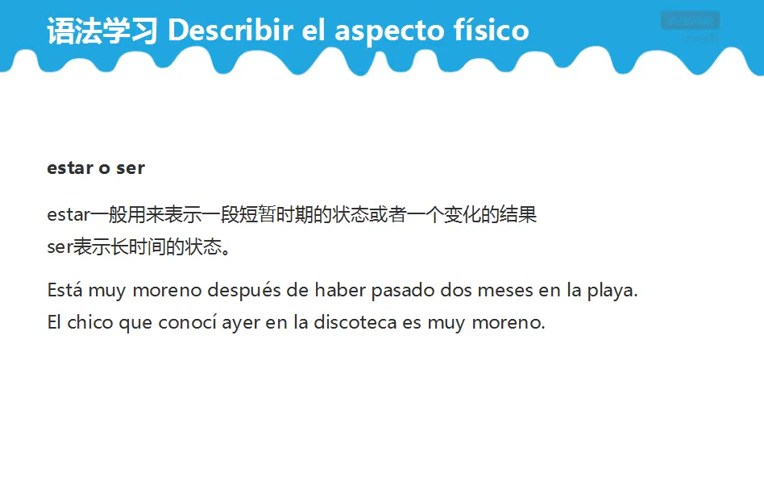 语法学习 Describir el aspecto físico
estar o ser
estar一般用来表示一段短暂时期的状态或者一个变化的结果
ser表示长时间的状态。
Está muy moreno después de haber pasado dos meses en la playa.
El chico que conocí ayer en la discoteca es muy moreno.